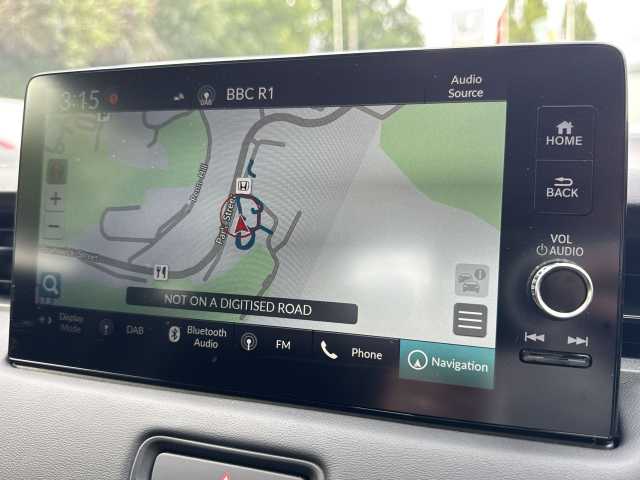 3:15
DAB
BBC R1
Audio
Source
HOME
BACK
VOL
AUDIO
Park Street
NOT ON A DIGITISED ROAD
Display
Mode
DAB
Bluetooth
Audio
FM
Phone
Navigation